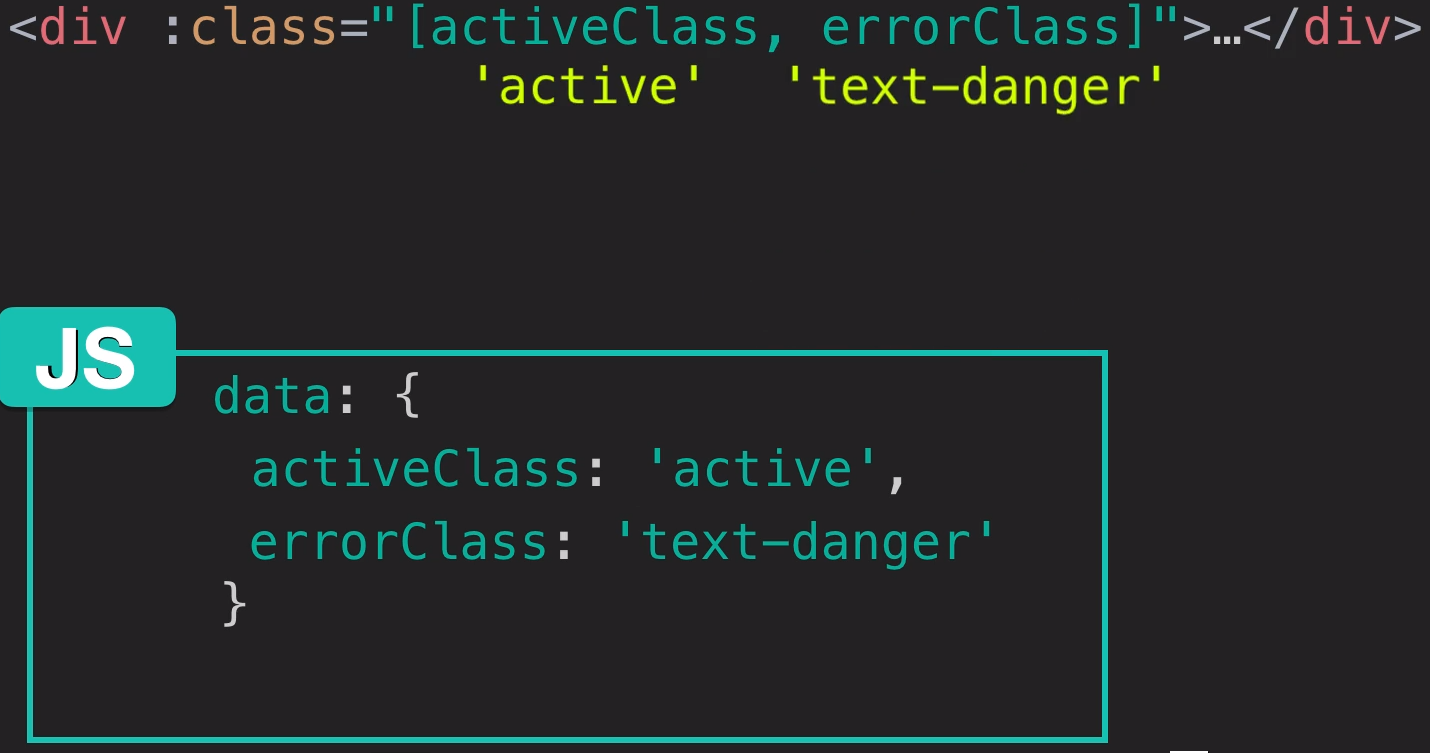 <div :class="[activeClass, errorClass]">…</div>
'active' 'text-danger'
JS
data: {
activeClass: 'active',
errorClass: 'text-danger'
}